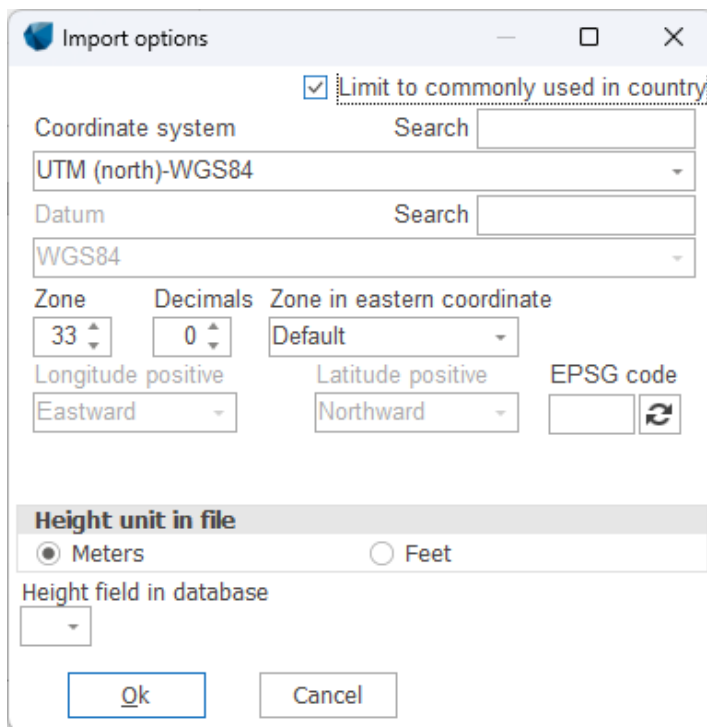 Import options
Limit to commonly used in country
Coordinate system Search
UTM (north)-WGS84
Datum Search
WGS84
Zone Decimals Zone in eastern coordinate
33 0 Default
Longitude positive Latitude positive EPSG code
Eastward Northward
Height unit in file
Meters Feet
Height field in database
Ok Cancel